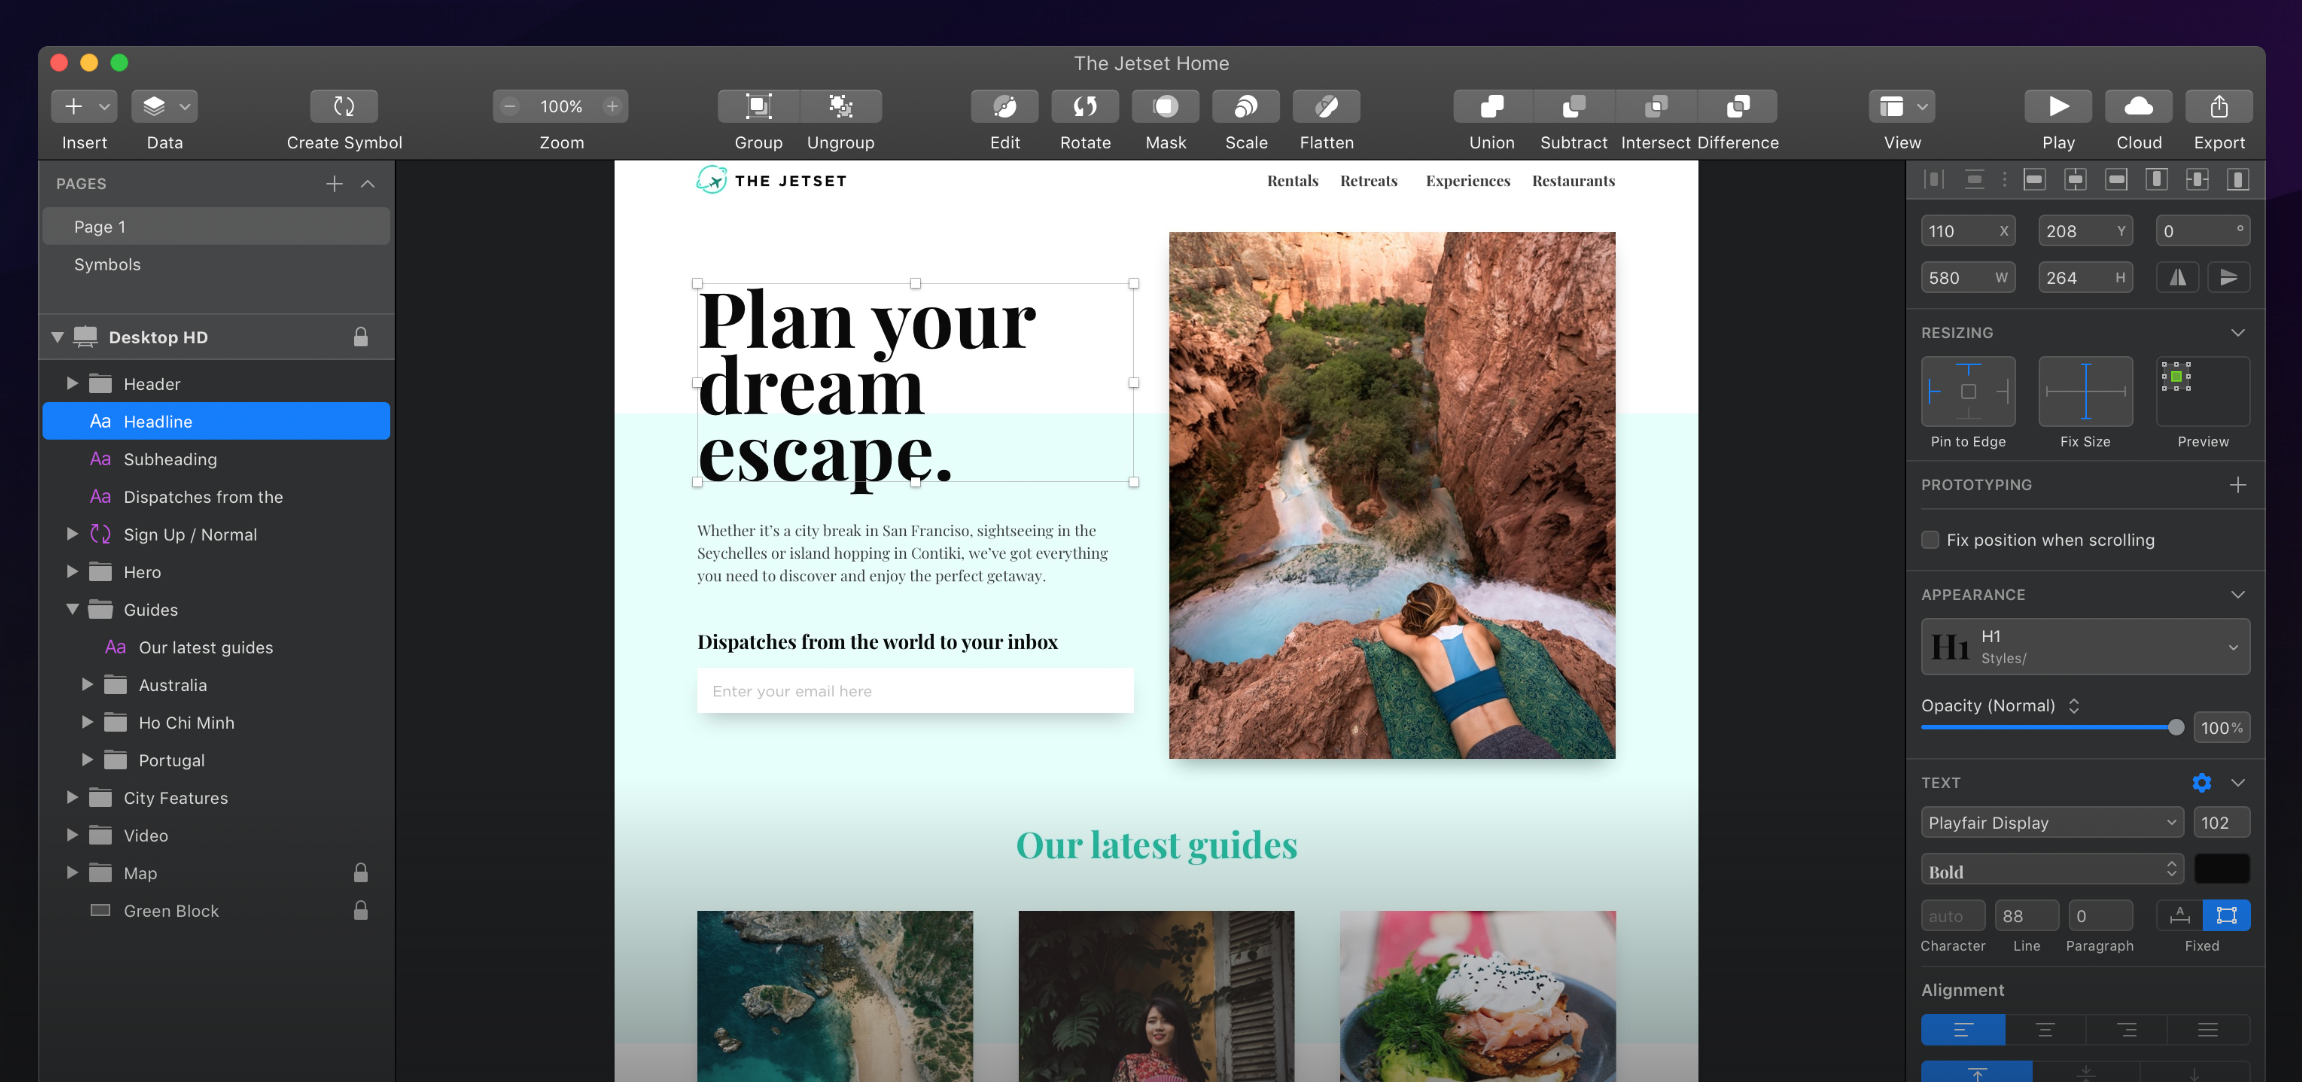 The Jetset Home
100%
Insert
Data
Create Symbol
Zoom
Group
Ungroup
Edit
Rotate
Mask
Scale
Flatten
Union
Subtract
Intersect
Difference
View
Play
Cloud
Export
PAGES
Page 1
Symbols
Desktop HD
Header
Aa Headline
Aa Subheading
Aa Dispatches from the
Sign Up / Normal
Hero
Guides
Aa Our latest guides
Australia
Ho Chi Minh
Portugal
City Features
Video
Map
Green Block
THE JETSET
Rentals
Retreats
Experiences
Restaurants
Plan your
dream
escape.
Whether it’s a city break in San Franciso, sightseeing in the
Seychelles or island hopping in Contiki, we’ve got everything
you need to discover and enjoy the perfect getaway.
Dispatches from the world to your inbox
Enter your email here
Our latest guides
110 X
208 Y
0 °
580 W
264 H
RESIZING
Pin to Edge
Fix Size
Preview
PROTOTYPING
Fix position when scrolling
APPEARANCE
H1
H1
Styles/
Opacity (Normal)
100%
TEXT
Playfair Display
102
Bold
auto
88
0
A
Character
Line
Paragraph
Fixed
Alignment